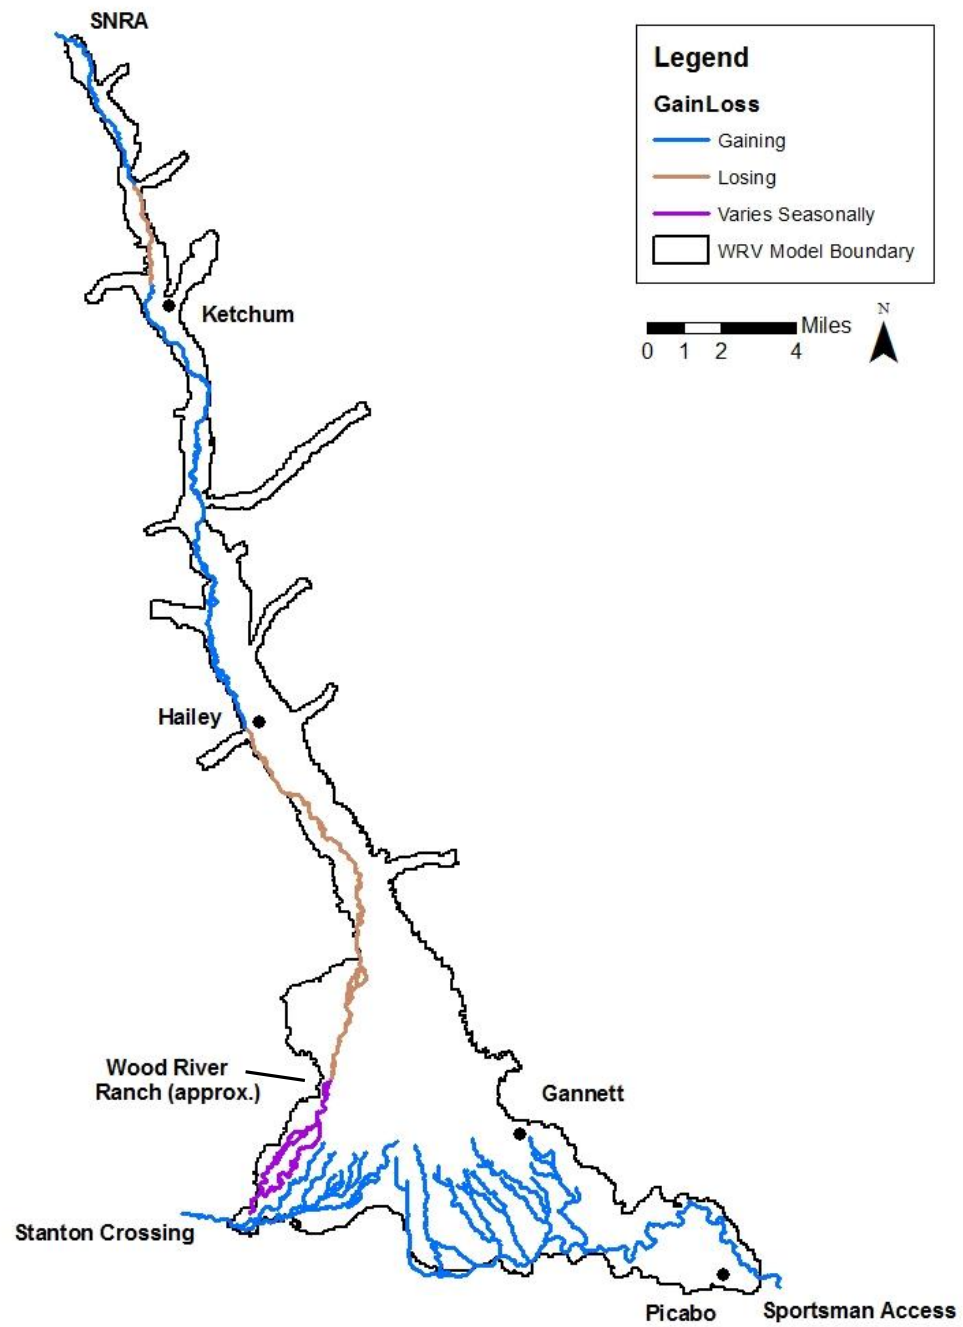 SNRA
Legend
GainLoss
Gaining
Losing
Varies Seasonally
WRV Model Boundary
Miles
0 1 2 4
N
Ketchum
Hailey
Wood River
Ranch (approx.)
Gannett
Stanton Crossing
Picabo
Sportsman Access